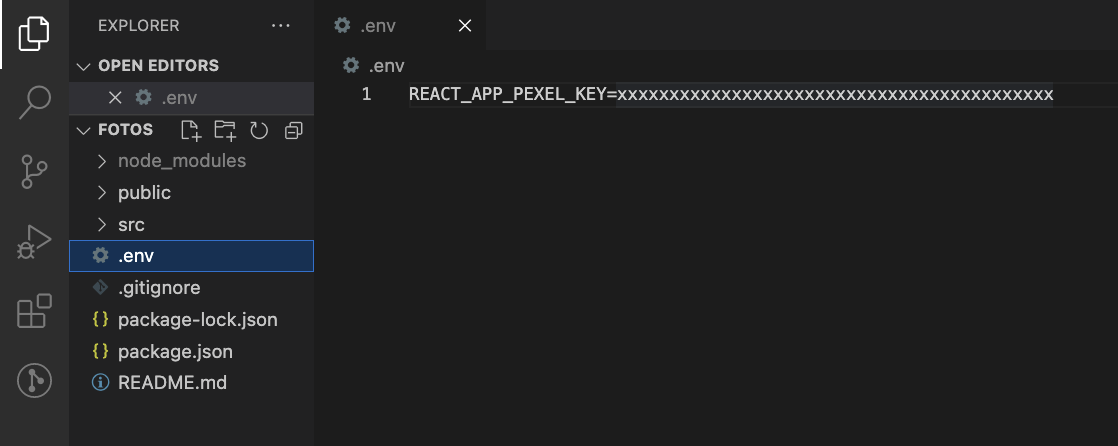 EXPLORER ...
OPEN EDITORS
.env
FOTOS
node_modules
public
src
.env
.gitignore
package-lock.json
package.json
README.md
.env
.env
1 REACT_APP_PEXEL_KEY=xxxxxxxxxxxxxxxxxxxxxxxxxxxxxxxxxxxxxxxxxx